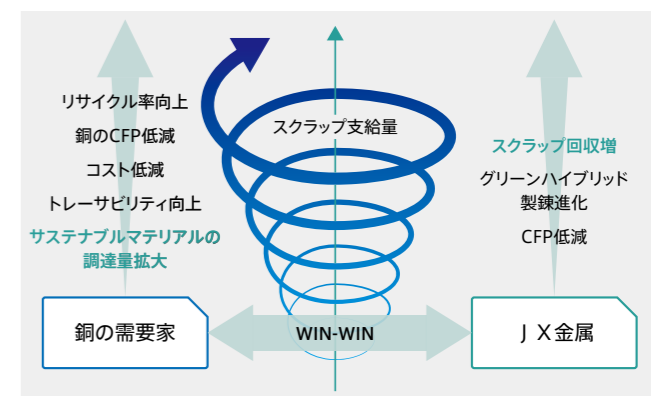 リサイクル率向上
銅のCFP低減
コスト低減
トレーサビリティ向上
サステナブルマテリアルの
調達量拡大
スクラップ支給量
スクラップ回収増
グリーンハイブリッド
製錬進化
CFP低減
銅の需要家
WIN-WIN
JX金属